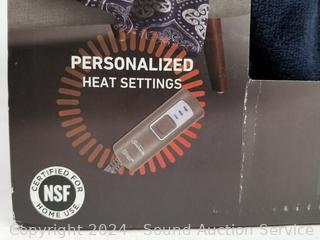 PERSONALIZED
HEAT SETTINGS
CERTIFIED FOR
NSF
HOME USE
Copyright 2024 - Sound Auction Service